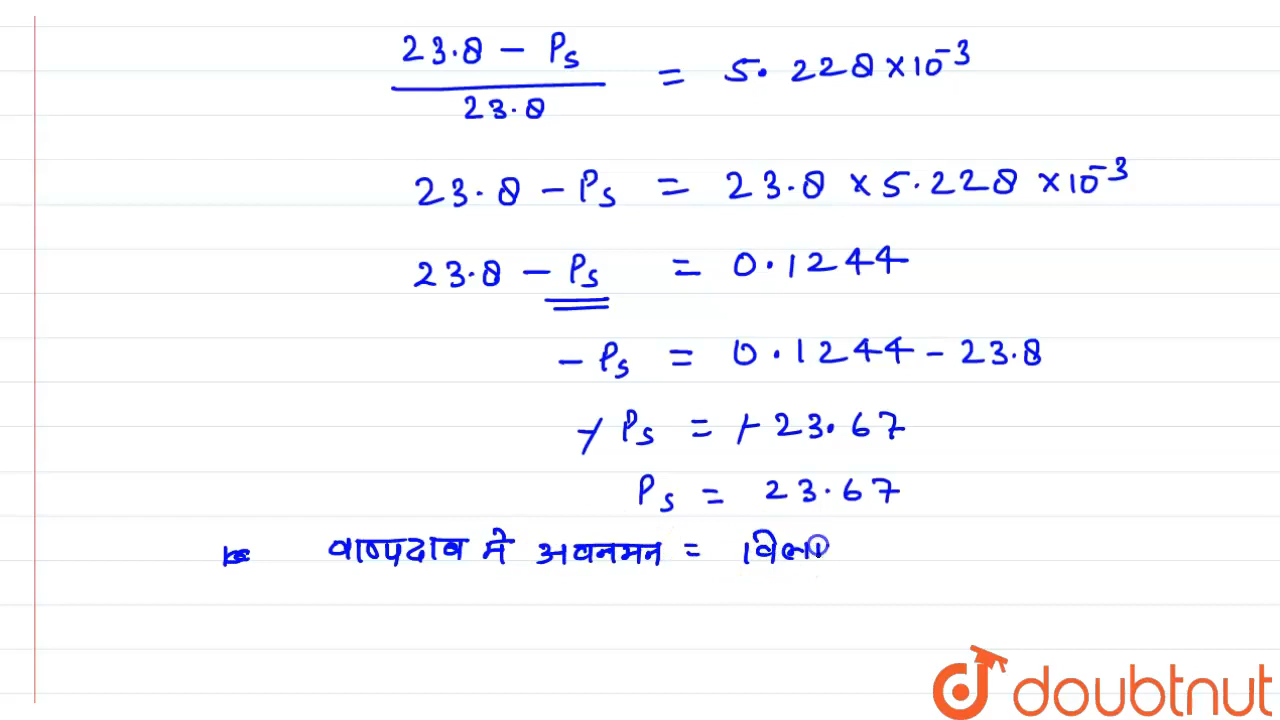 23.8 - Ps
23.8
= 5.228 × 10⁻³
23.8 - Ps = 23.8 × 5.228 × 10⁻³
23.8 - Ps = 0.1244
- Ps = 0.1244 - 23.8
- Ps = - 23.67
Ps = 23.67
वाष्पदाब में अवनमन = विला
doubtnut